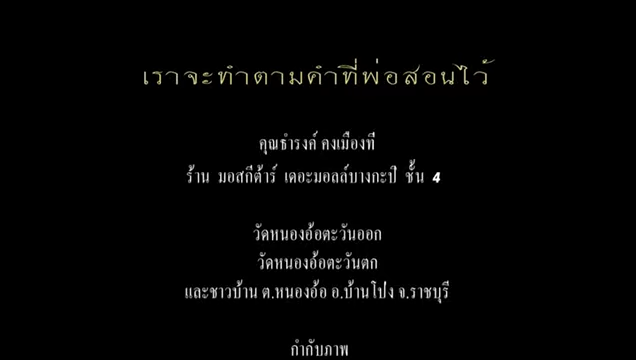 เราจะทำตามคำที่พ่อสอนไว้
คุณธำรงค์ คงเมืองที
ร้าน มอสกีต้าร์ เดอะมอลล์บางกะปิ ชั้น 4
วัดหนองอ้อตะวันออก
วัดหนองอ้อตะวันตก
และชาวบ้าน ต.หนองอ้อ อ.บ้านโป่ง จ.ราชบุรี
กำกับภาพ